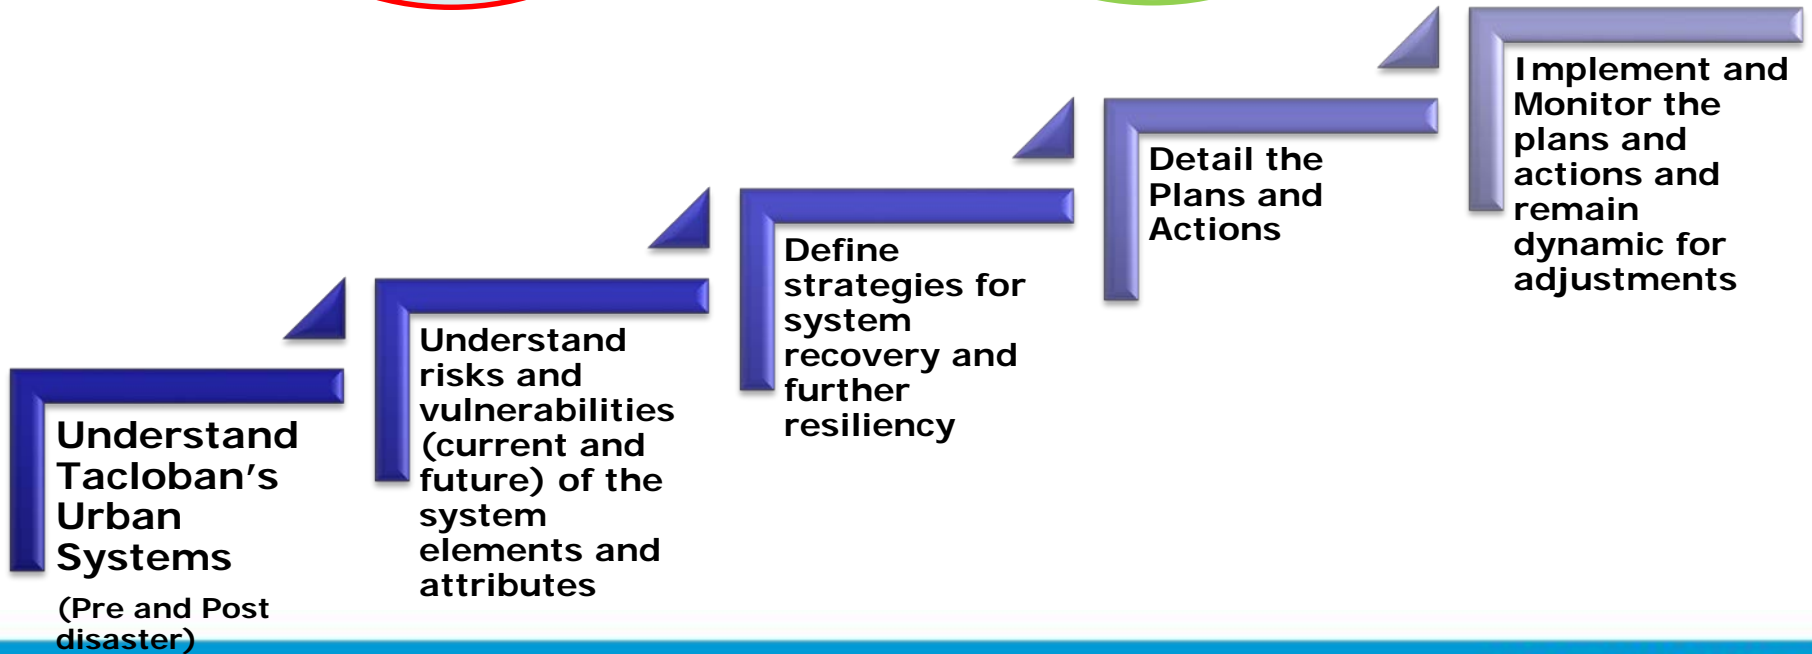 Understand
Tacloban’s
Urban
Systems
(Pre and Post
disaster)
Understand
risks and
vulnerabilities
(current and
future) of the
system
elements and
attributes
Define
strategies for
system
recovery and
further
resiliency
Detail the
Plans and
Actions
Implement and
Monitor the
plans and
actions and
remain
dynamic for
adjustments